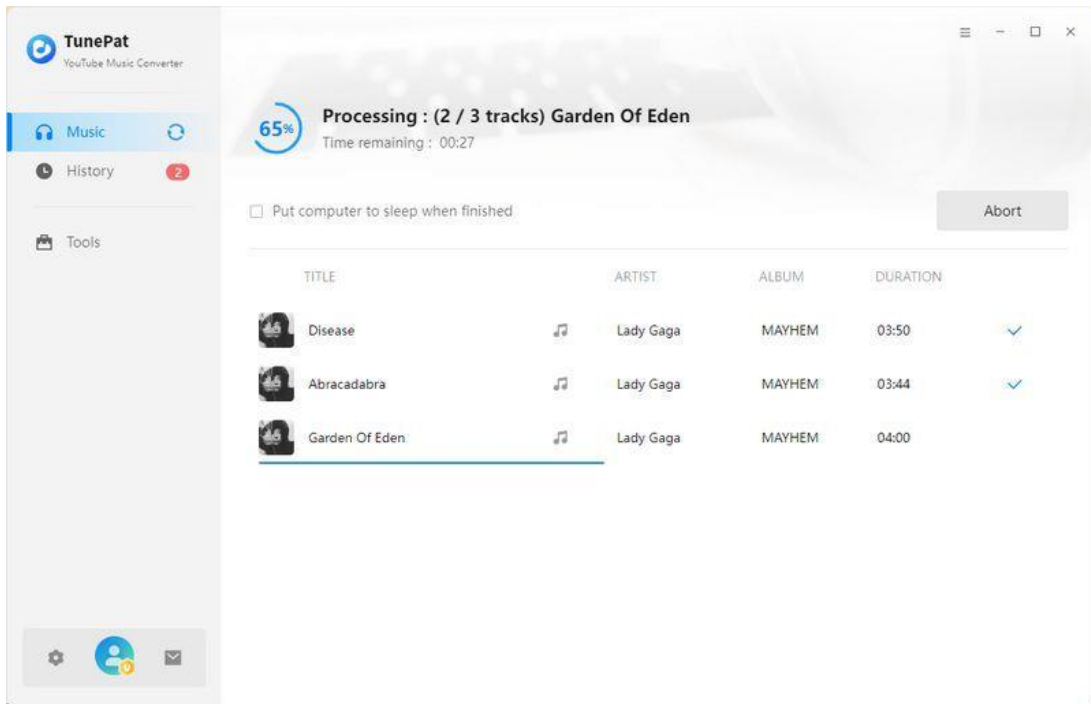 TunePat
YouTube Music Converter
Music
History 2
Tools
65%
Processing : (2 / 3 tracks) Garden Of Eden
Time remaining : 00:27
Put computer to sleep when finished
Abort
TITLE ARTIST ALBUM DURATION
Disease Lady Gaga MAYHEM 03:50
Abracadabra Lady Gaga MAYHEM 03:44
Garden Of Eden Lady Gaga MAYHEM 04:00